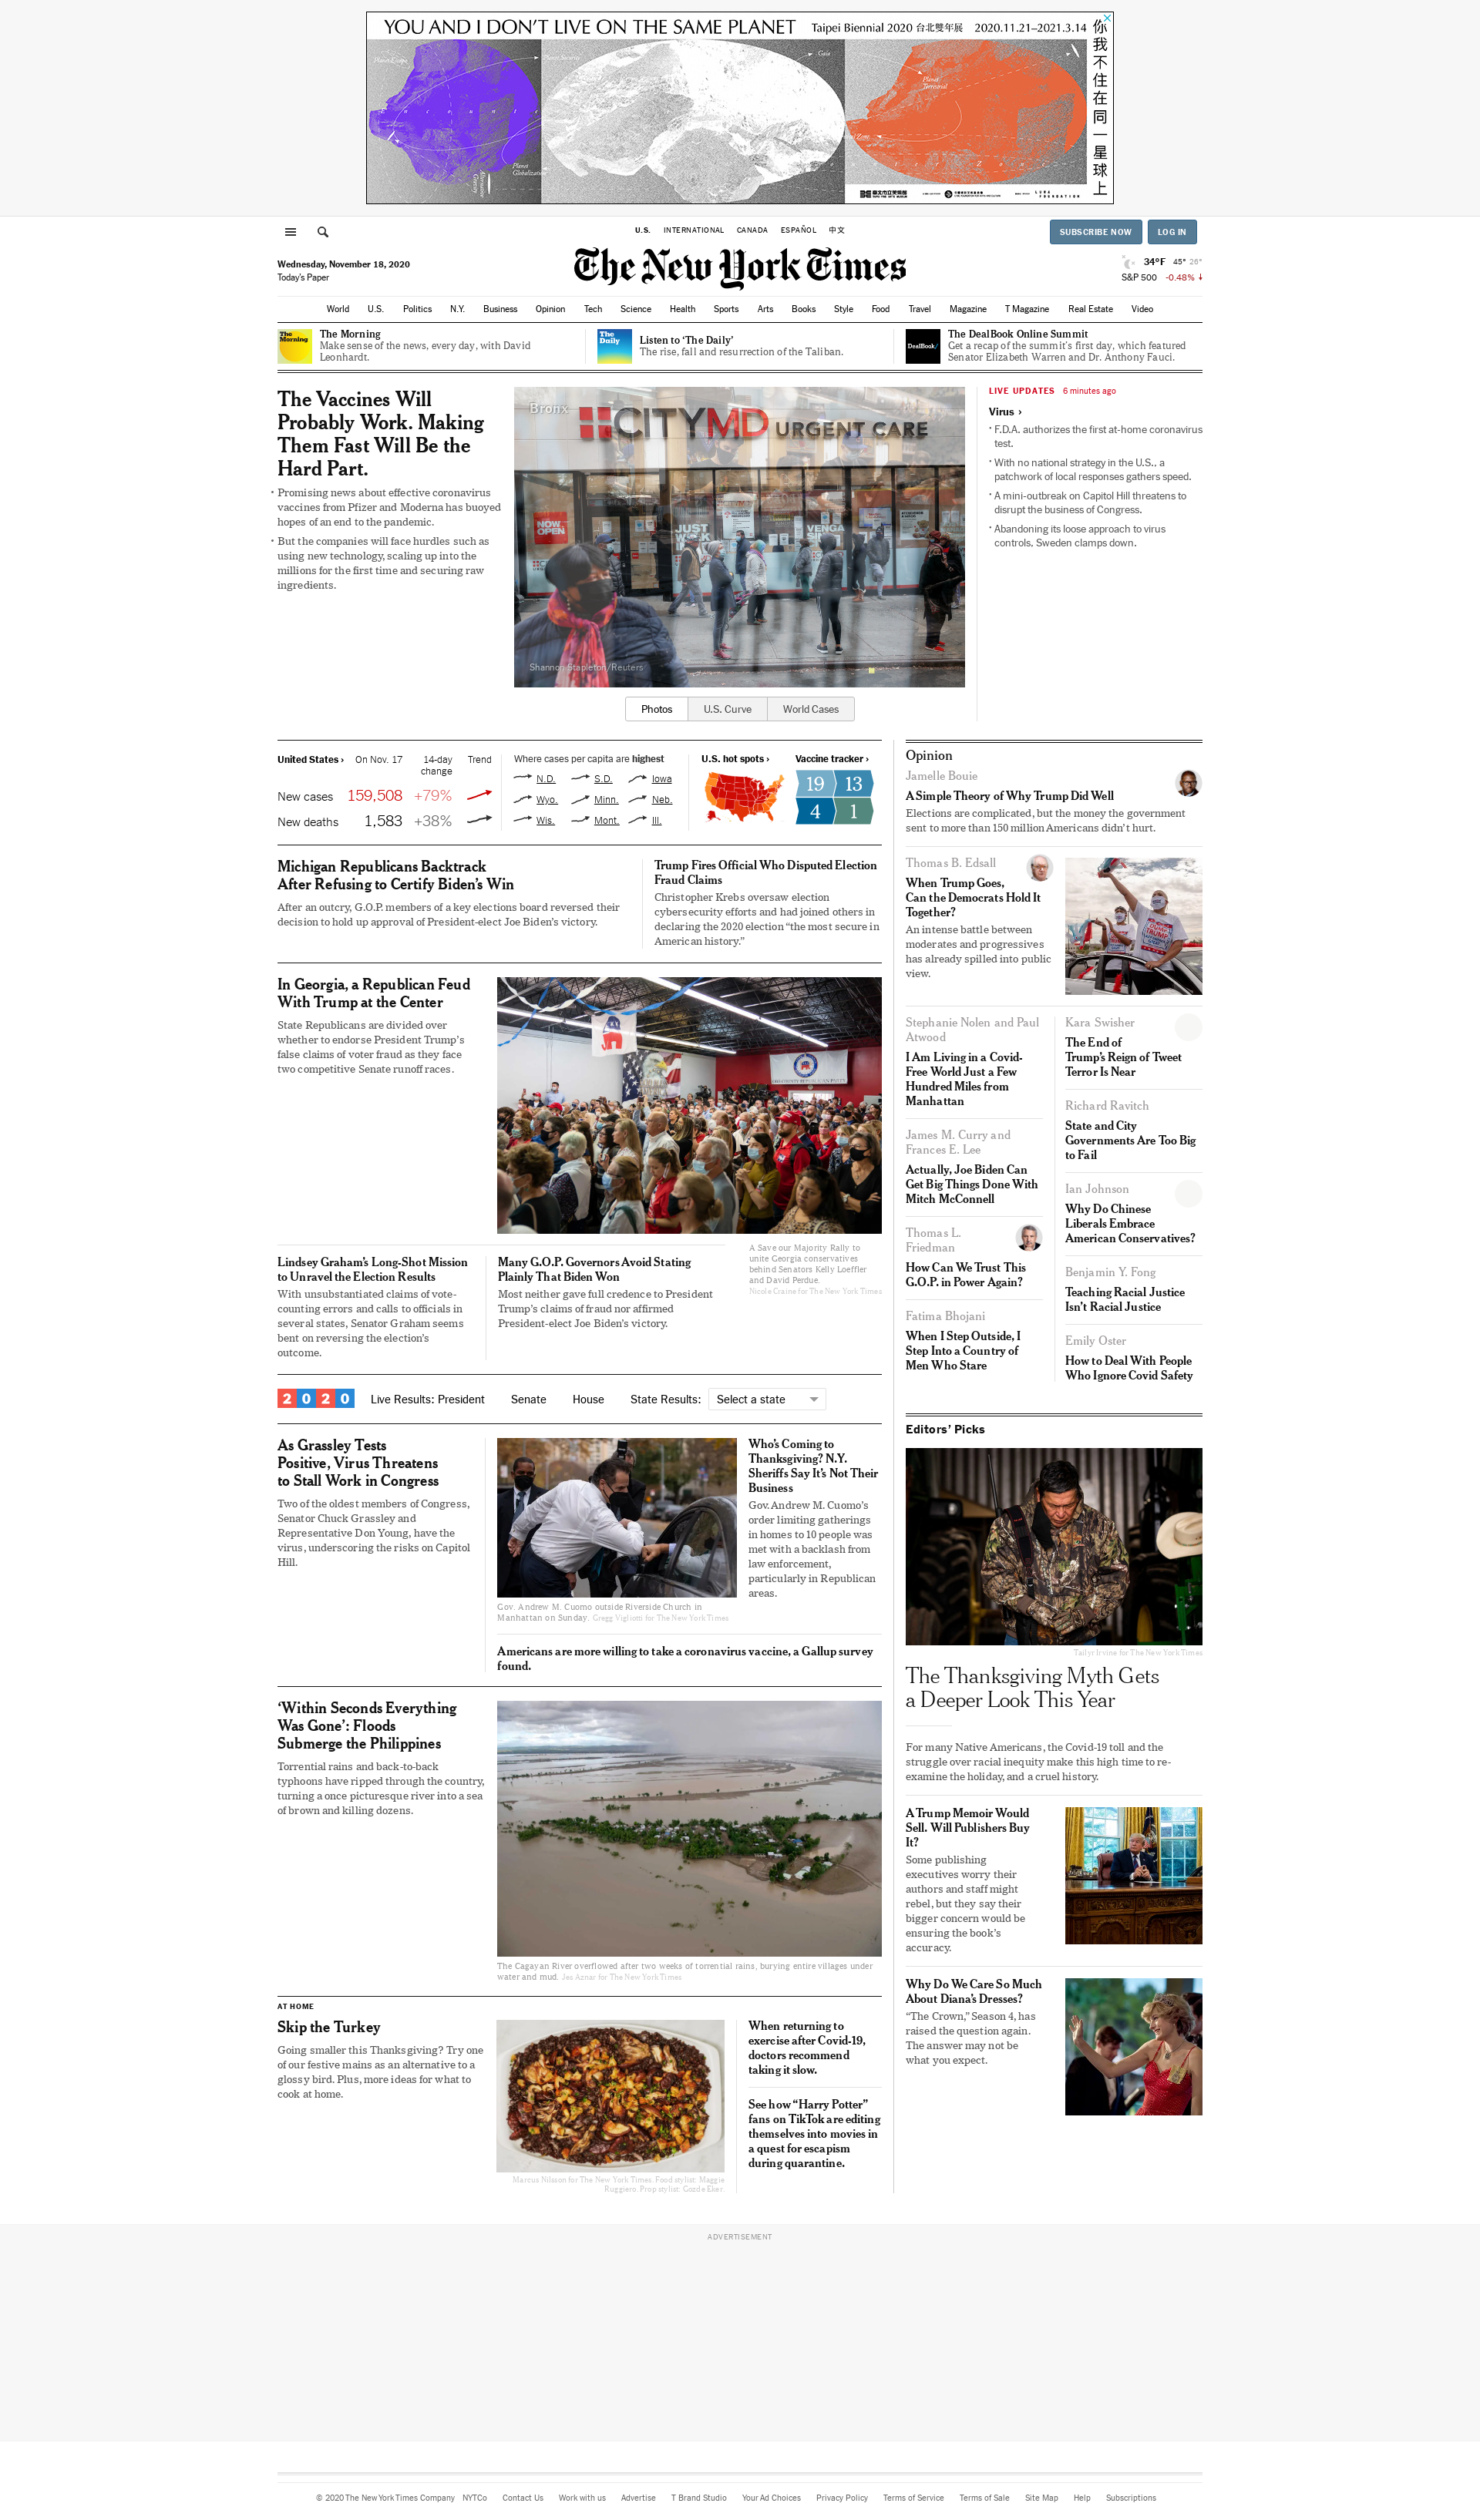 YOU AND I DON'T LIVE ON THE SAME PLANET
Taipei Biennial 2020 台北雙年展
2020.11.21–2021.3.14
你我不住在同一星球上
U.S. INTERNATIONAL CANADA ESPAÑOL 中文
SUBSCRIBE NOW LOG IN
Wednesday, November 18, 2020
Today's Paper
The New York Times
34°F 45° 26°
S&P 500 -0.48%
World U.S. Politics N.Y. Business Opinion Tech Science Health Sports Arts Books Style Food Travel Magazine T Magazine Real Estate Video
The Morning
The Morning
Make sense of the news, every day, with David
Leonhardt.
The Daily
Listen to ‘The Daily’
The rise, fall and resurrection of the Taliban.
DealBook/
The DealBook Online Summit
Get a recap of the summit's first day, which featured
Senator Elizabeth Warren and Dr. Anthony Fauci.
The Vaccines Will
Probably Work. Making
Them Fast Will Be the
Hard Part.
Promising news about effective coronavirus
vaccines from Pfizer and Moderna has buoyed
hopes of an end to the pandemic.
But the companies will face hurdles such as
using new technology, scaling up into the
millions for the first time and securing raw
ingredients.
Bronx
CITYMD URGENT CARE
NOW OPEN
JUST WALK
VENGA
Shannon Stapleton/Reuters
Photos U.S. Curve World Cases
LIVE UPDATES 6 minutes ago
Virus ›
F.D.A. authorizes the first at-home coronavirus
test.
With no national strategy in the U.S., a
patchwork of local responses gathers speed.
A mini-outbreak on Capitol Hill threatens to
disrupt the business of Congress.
Abandoning its loose approach to virus
controls, Sweden clamps down.
United States › On Nov. 17 14-day change Trend
New cases 159,508 +79%
New deaths 1,583 +38%
Where cases per capita are highest
N.D. S.D. Iowa
Wyo. Minn. Neb.
Wis. Mont. Ill.
U.S. hot spots ›
Vaccine tracker ›
19 13
4 1
Michigan Republicans Backtrack
After Refusing to Certify Biden’s Win
After an outcry, G.O.P. members of a key elections board reversed their
decision to hold up approval of President-elect Joe Biden’s victory.
Trump Fires Official Who Disputed Election
Fraud Claims
Christopher Krebs oversaw election
cybersecurity efforts and had joined others in
declaring the 2020 election “the most secure in
American history.”
In Georgia, a Republican Feud
With Trump at the Center
State Republicans are divided over
whether to endorse President Trump’s
false claims of voter fraud as they face
two competitive Senate runoff races.
A Save our Majority Rally to
unite Georgia conservatives
behind Senators Kelly Loeffler
and David Perdue.
Nicole Craine for The New York Times
Lindsey Graham’s Long-Shot Mission
to Unravel the Election Results
With unsubstantiated claims of vote-
counting errors and calls to officials in
several states, Senator Graham seems
bent on reversing the election’s
outcome.
Many G.O.P. Governors Avoid Stating
Plainly That Biden Won
Most neither gave full credence to President
Trump’s claims of fraud nor affirmed
President-elect Joe Biden’s victory.
2020 Live Results: President Senate House State Results: Select a state
As Grassley Tests
Positive, Virus Threatens
to Stall Work in Congress
Two of the oldest members of Congress,
Senator Chuck Grassley and
Representative Don Young, have the
virus, underscoring the risks on Capitol
Hill.
Gov. Andrew M. Cuomo outside Riverside Church in
Manhattan on Sunday. Gregg Vigliotti for The New York Times
Who’s Coming to
Thanksgiving? N.Y.
Sheriffs Say It’s Not Their
Business
Gov. Andrew M. Cuomo’s
order limiting gatherings
in homes to 10 people was
met with a backlash from
law enforcement,
particularly in Republican
areas.
Americans are more willing to take a coronavirus vaccine, a Gallup survey
found.
‘Within Seconds Everything
Was Gone’: Floods
Submerge the Philippines
Torrential rains and back-to-back
typhoons have ripped through the country,
turning a once picturesque river into a sea
of brown and killing dozens.
The Cagayan River overflowed after two weeks of torrential rains, burying entire villages under
water and mud. Jes Aznar for The New York Times
AT HOME
Skip the Turkey
Going smaller this Thanksgiving? Try one
of our festive mains as an alternative to a
glossy bird. Plus, more ideas for what to
cook at home.
Marcus Nilsson for The New York Times. Food stylist: Maggie
Ruggiero. Prop stylist: Gozde Eker.
When returning to
exercise after Covid-19,
doctors recommend
taking it slow.
See how “Harry Potter”
fans on TikTok are editing
themselves into movies in
a quest for escapism
during quarantine.
Opinion
Jamelle Bouie
A Simple Theory of Why Trump Did Well
Elections are complicated, but the money the government
sent to more than 150 million Americans didn’t hurt.
Thomas B. Edsall
When Trump Goes,
Can the Democrats Hold It
Together?
An intense battle between
moderates and progressives
has already spilled into public
view.
Stephanie Nolen and Paul
Atwood
I Am Living in a Covid-
Free World Just a Few
Hundred Miles from
Manhattan
James M. Curry and
Frances E. Lee
Actually, Joe Biden Can
Get Big Things Done With
Mitch McConnell
Thomas L.
Friedman
How Can We Trust This
G.O.P. in Power Again?
Fatima Bhojani
When I Step Outside, I
Step Into a Country of
Men Who Stare
Kara Swisher
The End of
Trump’s Reign of Tweet
Terror Is Near
Richard Ravitch
State and City
Governments Are Too Big
to Fail
Ian Johnson
Why Do Chinese
Liberals Embrace
American Conservatives?
Benjamin Y. Fong
Teaching Racial Justice
Isn’t Racial Justice
Emily Oster
How to Deal With People
Who Ignore Covid Safety
Editors’ Picks
Tailyr Irvine for The New York Times
The Thanksgiving Myth Gets
a Deeper Look This Year
For many Native Americans, the Covid-19 toll and the
struggle over racial inequity make this high time to re-
examine the holiday, and a cruel history.
A Trump Memoir Would
Sell. Will Publishers Buy
It?
Some publishing
executives worry their
authors and staff might
rebel, but they say their
bigger concern would be
ensuring the book’s
accuracy.
Why Do We Care So Much
About Diana’s Dresses?
“The Crown,” Season 4, has
raised the question again.
The answer may not be
what you expect.
ADVERTISEMENT
© 2020 The New York Times Company NYTCo Contact Us Work with us Advertise T Brand Studio Your Ad Choices Privacy Policy Terms of Service Terms of Sale Site Map Help Subscriptions